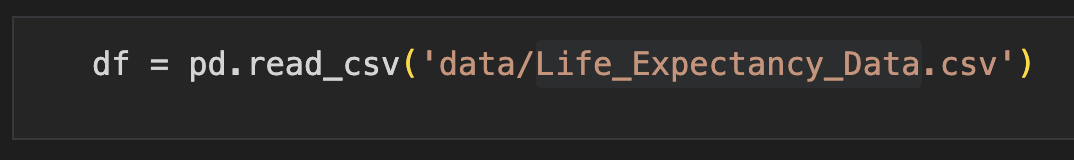 df = pd.read_csv('data/Life_Expectancy_Data.csv')